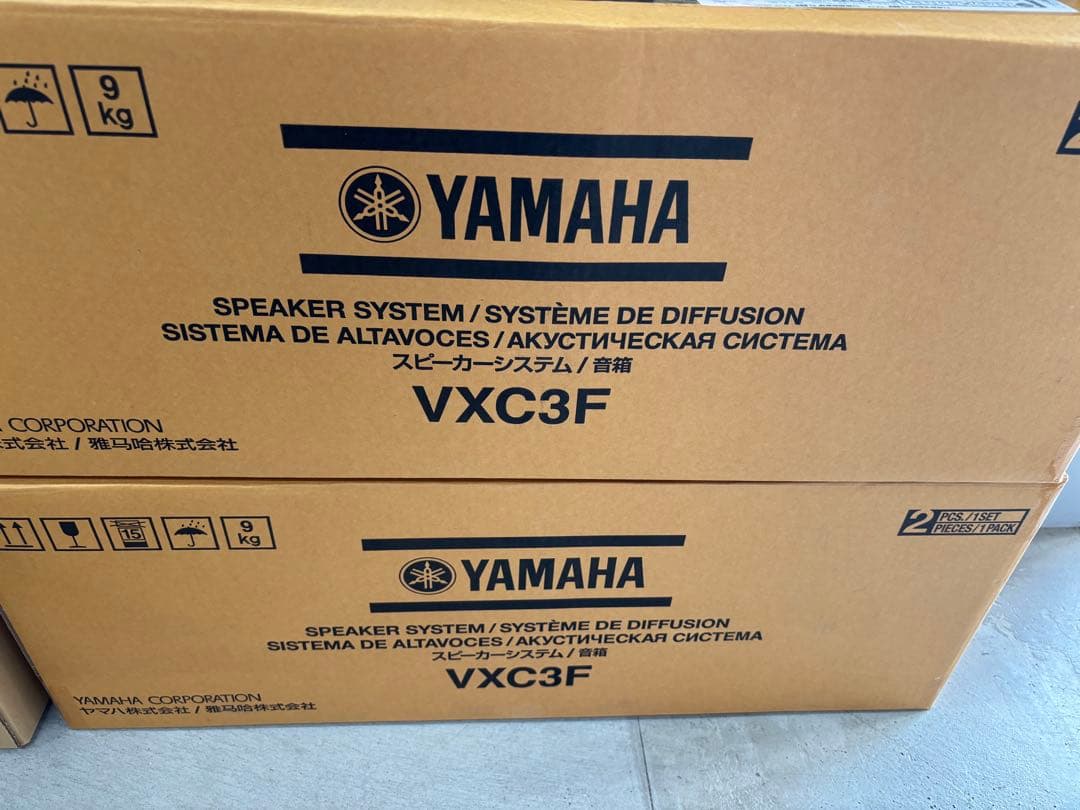 9
kg
YAMAHA
SPEAKER SYSTEM / SYSTÈME DE DIFFUSION
SISTEMA DE ALTAVOCES / АКУСТИЧЕСКАЯ СИСТЕМА
スピーカーシステム / 音箱
VXC3F
CORPORATION
式会社 / 雅马哈株式会社
2
15
9
kg
2 PCS. / 1SET
PIECES / 1 PACK
YAMAHA
SPEAKER SYSTEM / SYSTÈME DE DIFFUSION
SISTEMA DE ALTAVOCES / АКУСТИЧЕСКАЯ СИСТЕМА
スピーカーシステム / 音箱
VXC3F
YAMAHA CORPORATION
ヤマハ株式会社 / 雅马哈株式会社